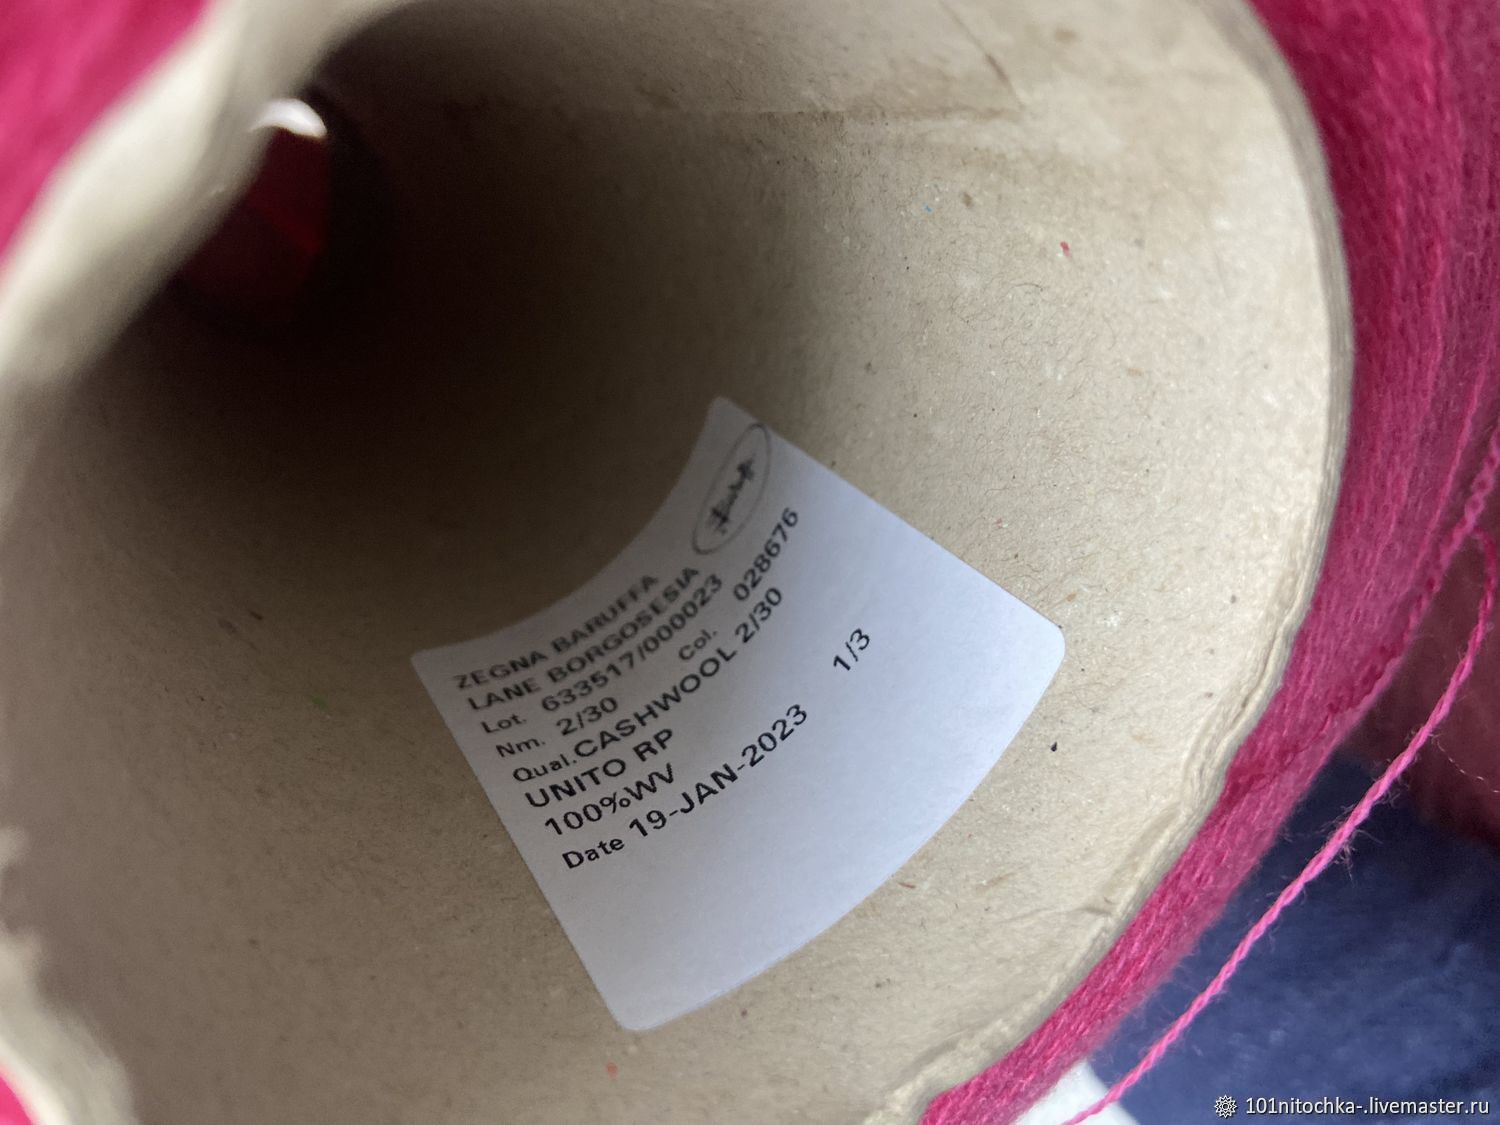 Baruffa
ZEGNA BARUFFA
LANE BORGOSESIA
Lot. 633517/000023
Nm. 2/30 Col. 028676
Qual.CASHWOOL 2/30
UNITO RP
100%WV 1/3
Date 19-JAN-2023
101nitochka-.livemaster.ru